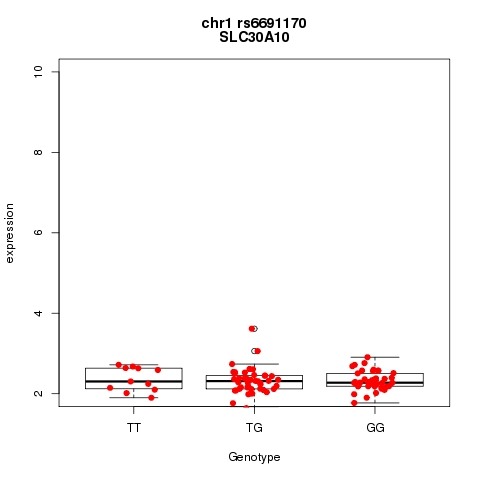 chr1 rs6691170
SLC30A10
10
8
6
4
2
expression
TT TG GG
Genotype